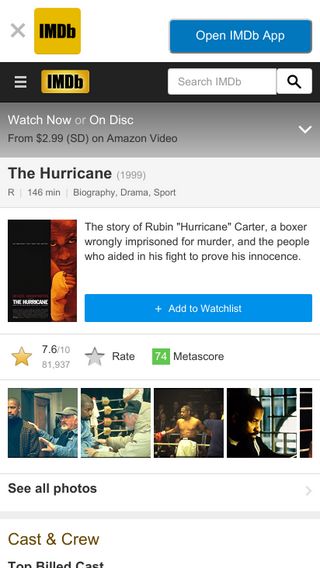 IMDb
Open IMDb App
IMDb
Search IMDb
Watch Now or On Disc
From $2.99 (SD) on Amazon Video
The Hurricane (1999)
R | 146 min | Biography, Drama, Sport
THE HURRICANE
The story of Rubin "Hurricane" Carter, a boxer
wrongly imprisoned for murder, and the people
who aided in his fight to prove his innocence.
+ Add to Watchlist
7.6/10
81,937
Rate
74 Metascore
See all photos
Cast & Crew
Top Billed Cast